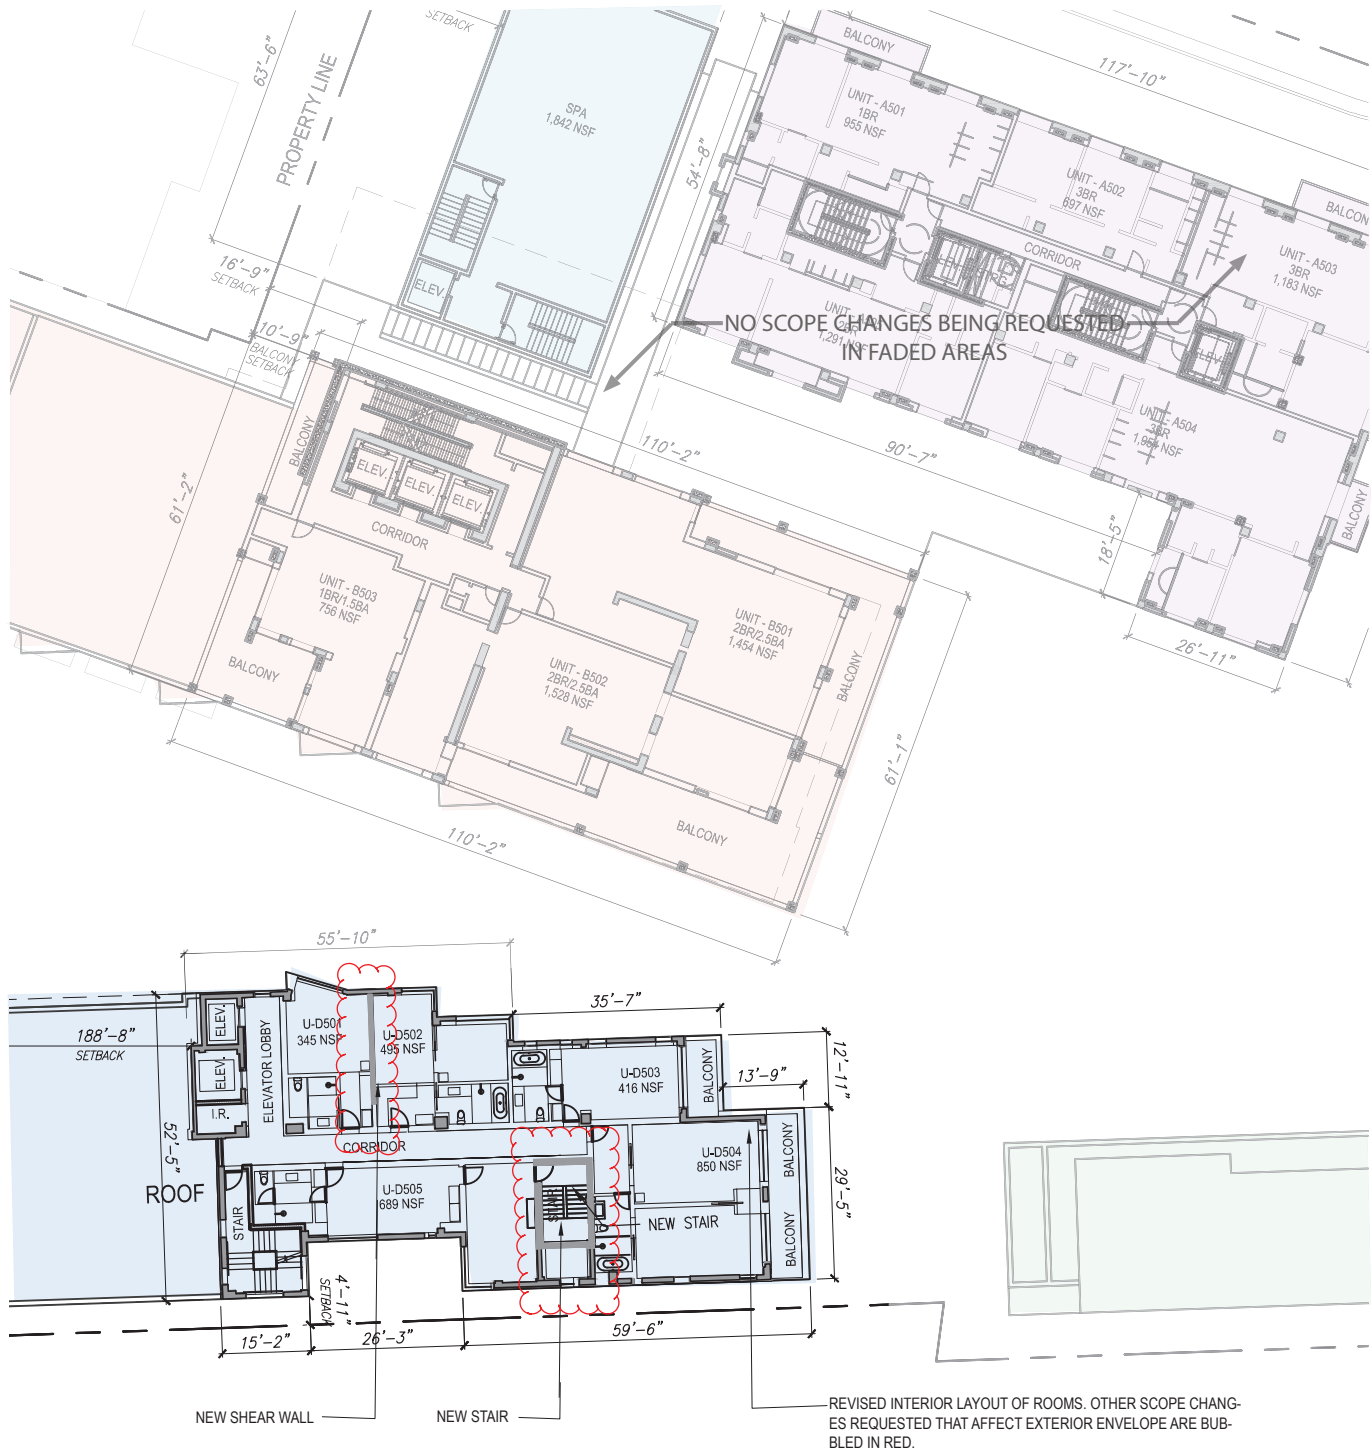 SETBACK
63'-6"
PROPERTY LINE
SPA
1,842 NSF
BALCONY
117'-10"
UNIT - A501
1BR
955 NSF
54'-8"
UNIT - A502
3BR
697 NSF
BALCON
CORRIDOR
UNIT - A503
3BR
1,183 NSF
16'-9"
SETBACK
ELEV.
10'-9"
BALCONY
SETBACK
NO SCOPE CHANGES BEING REQUESTED
IN FADED AREAS
1,291
ELEV.
UNIT - A504
3BR
NSF
BALCONY
110'-2"
90'-7"
BALCONY
61'-2"
ELEV.
ELEV.
ELEV.
CORRIDOR
18'-5"
UNIT - B503
1BR/1.5BA
756 NSF
UNIT - B501
2BR/2.5BA
1,454 NSF
26'-11"
BALCONY
UNIT - B502
2BR/2.5BA
1,528 NSF
BALCONY
61'-1"
BALCONY
110'-2"
55'-10"
35'-7"
188'-8"
SETBACK
ELEV.
ELEV.
I.R.
ELEVATOR LOBBY
U-D501
345 NSF
U-D502
495 NSF
U-D503
416 NSF
BALCONY
13'-9"
12'-11"
52'-5"
CORRIDOR
U-D504
850 NSF
BALCONY
BALCONY
29'-5"
ROOF
STAIR
U-D505
689 NSF
STAIR
NEW STAIR
4'-11"
SETBACK
15'-2"
26'-3"
59'-6"
NEW SHEAR WALL
NEW STAIR
REVISED INTERIOR LAYOUT OF ROOMS. OTHER SCOPE CHANG-
ES REQUESTED THAT AFFECT EXTERIOR ENVELOPE ARE BUB-
BLED IN RED.